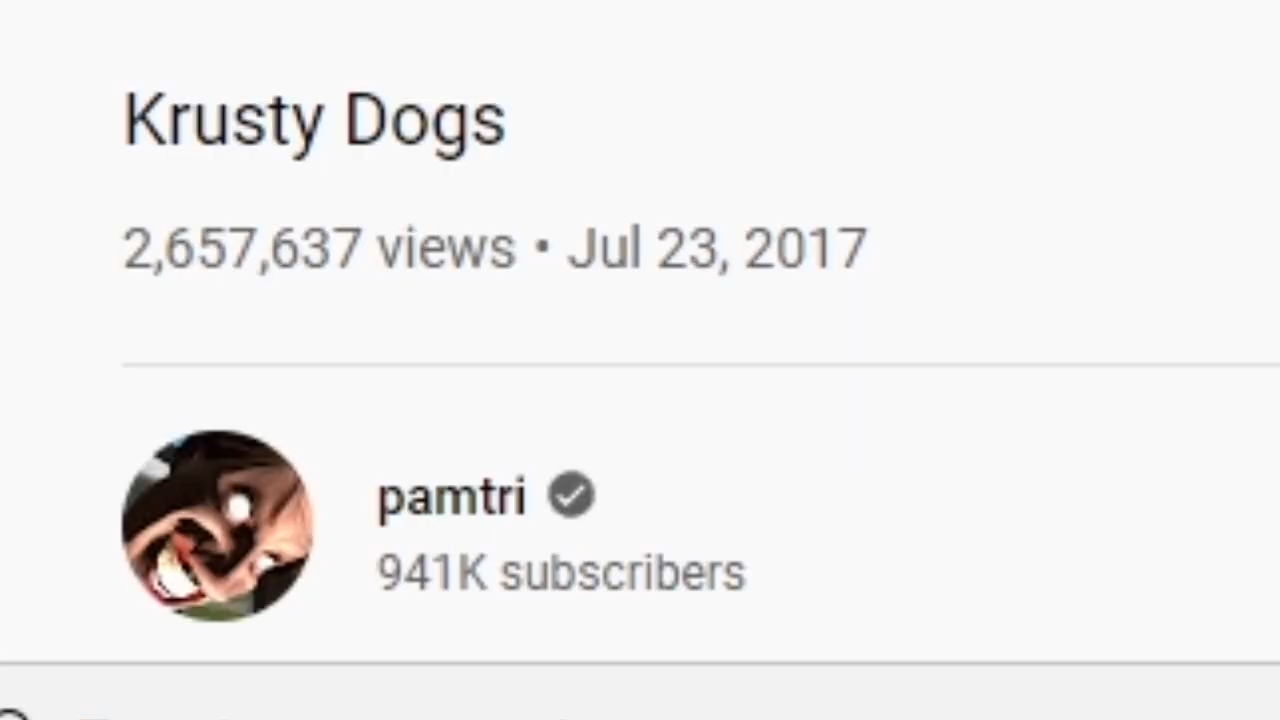 Krusty Dogs
2,657,637 views • Jul 23, 2017
pamtri
941K subscribers